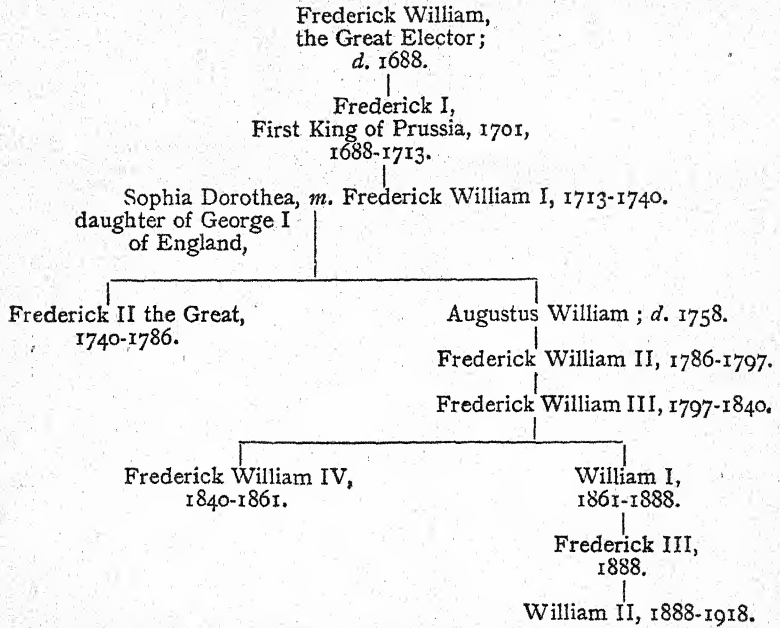 Frederick William,
the Great Elector;
d. 1688.
Frederick I,
First King of Prussia, 1701,
1688-1713.
Sophia Dorothea, m. Frederick William I, 1713-1740.
daughter of George I
of England,
Frederick II the Great,
1740-1786.
Augustus William ; d. 1758.
Frederick William II, 1786-1797.
Frederick William III, 1797-1840.
Frederick William IV,
1840-1861.
William I,
1861-1888.
Frederick III,
1888.
William II, 1888-1918.